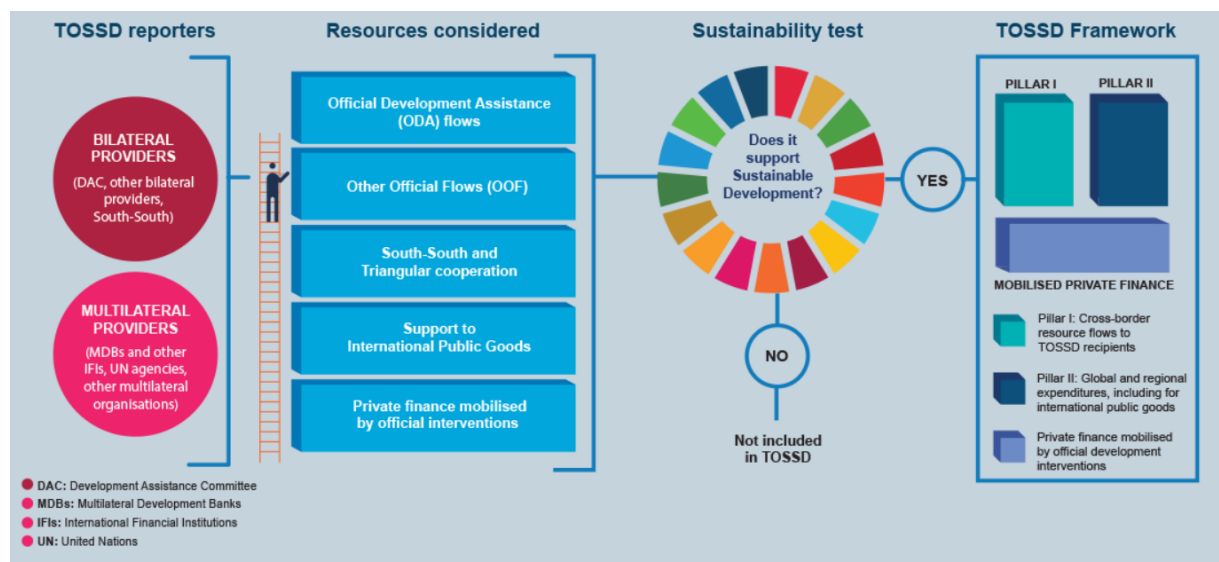 TOSSD reporters
BILATERAL
PROVIDERS
(DAC, other bilateral
providers,
South-South)
MULTILATERAL
PROVIDERS
(MDBs and other
IFIs, UN agencies,
other multilateral
organisations)
DAC: Development Assistance Committee
MDBs: Multilateral Development Banks
IFIs: International Financial Institutions
UN: United Nations
Resources considered
Official Development Assistance
(ODA) flows
Other Official Flows (OOF)
South-South and
Triangular cooperation
Support to
International Public Goods
Private finance mobilised
by official interventions
Sustainability test
Does it
support
Sustainable
Development?
YES
NO
Not included
in TOSSD
TOSSD Framework
PILLAR I
PILLAR II
MOBILISED PRIVATE FINANCE
Pillar I: Cross-border
resource flows to
TOSSD recipients
Pillar II: Global and regional
expenditures, including for
international public goods
Private finance mobilised
by official development
interventions